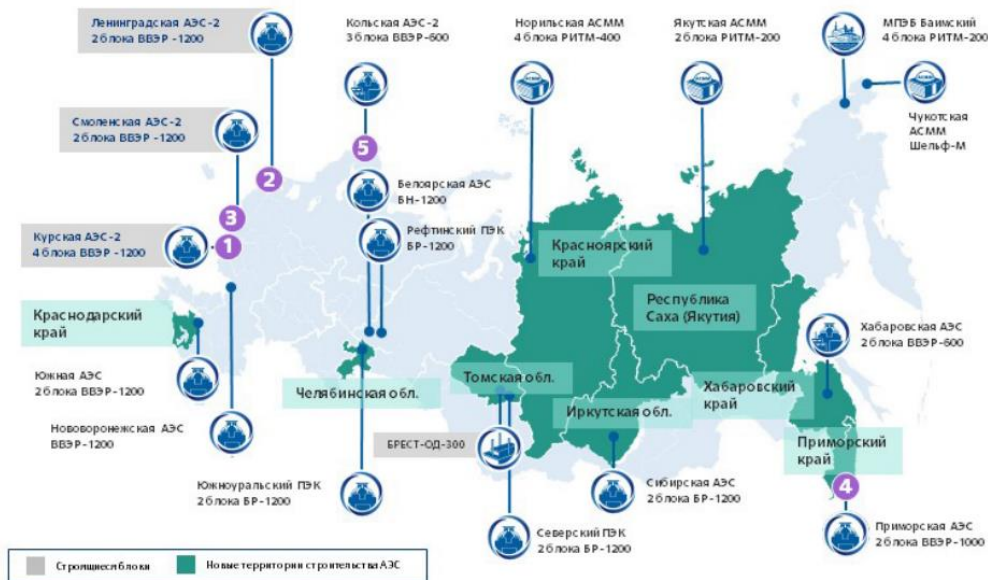 Ленинградская АЭС-2
2 блока ВВЭР -1200
Кольская АЭС-2
3 блока ВВЭР-600
Норильская АСММ
4 блока РИТМ-400
Якутская АСММ
2 блока РИТМ-200
МПЭБ Баимский
4 блока РИТМ-200
Чукотская
АСММ
Шельф-М
Смоленская АЭС-2
2 блока ВВЭР -1200
5
2
Белоярская АЭС
БН-1200
3
Рефтинский ПЭК
БР-1200
Курская АЭС-2
4 блока ВВЭР -1200
1
Красноярский
край
Республика
Саха (Якутия)
Краснодарский
край
Хабаровская АЭС
2 блока ВВЭР-600
Южная АЭС
2 блока ВВЭР-1200
Челябинская обл.
Томская обл.
Иркутская обл.
Хабаровский
край
Нововоронежская АЭС
ВВЭР-1200
БРЕСТ-ОД-300
Приморский
край
4
Южноуральский ПЭК
2 блока БР-1200
Сибирская АЭС
2 блока БР-1200
Северский ПЭК
2 блока БР-1200
Приморская АЭС
2 блока ВВЭР-1000
Строящиеся блоки
Новые территории строительства АЭС